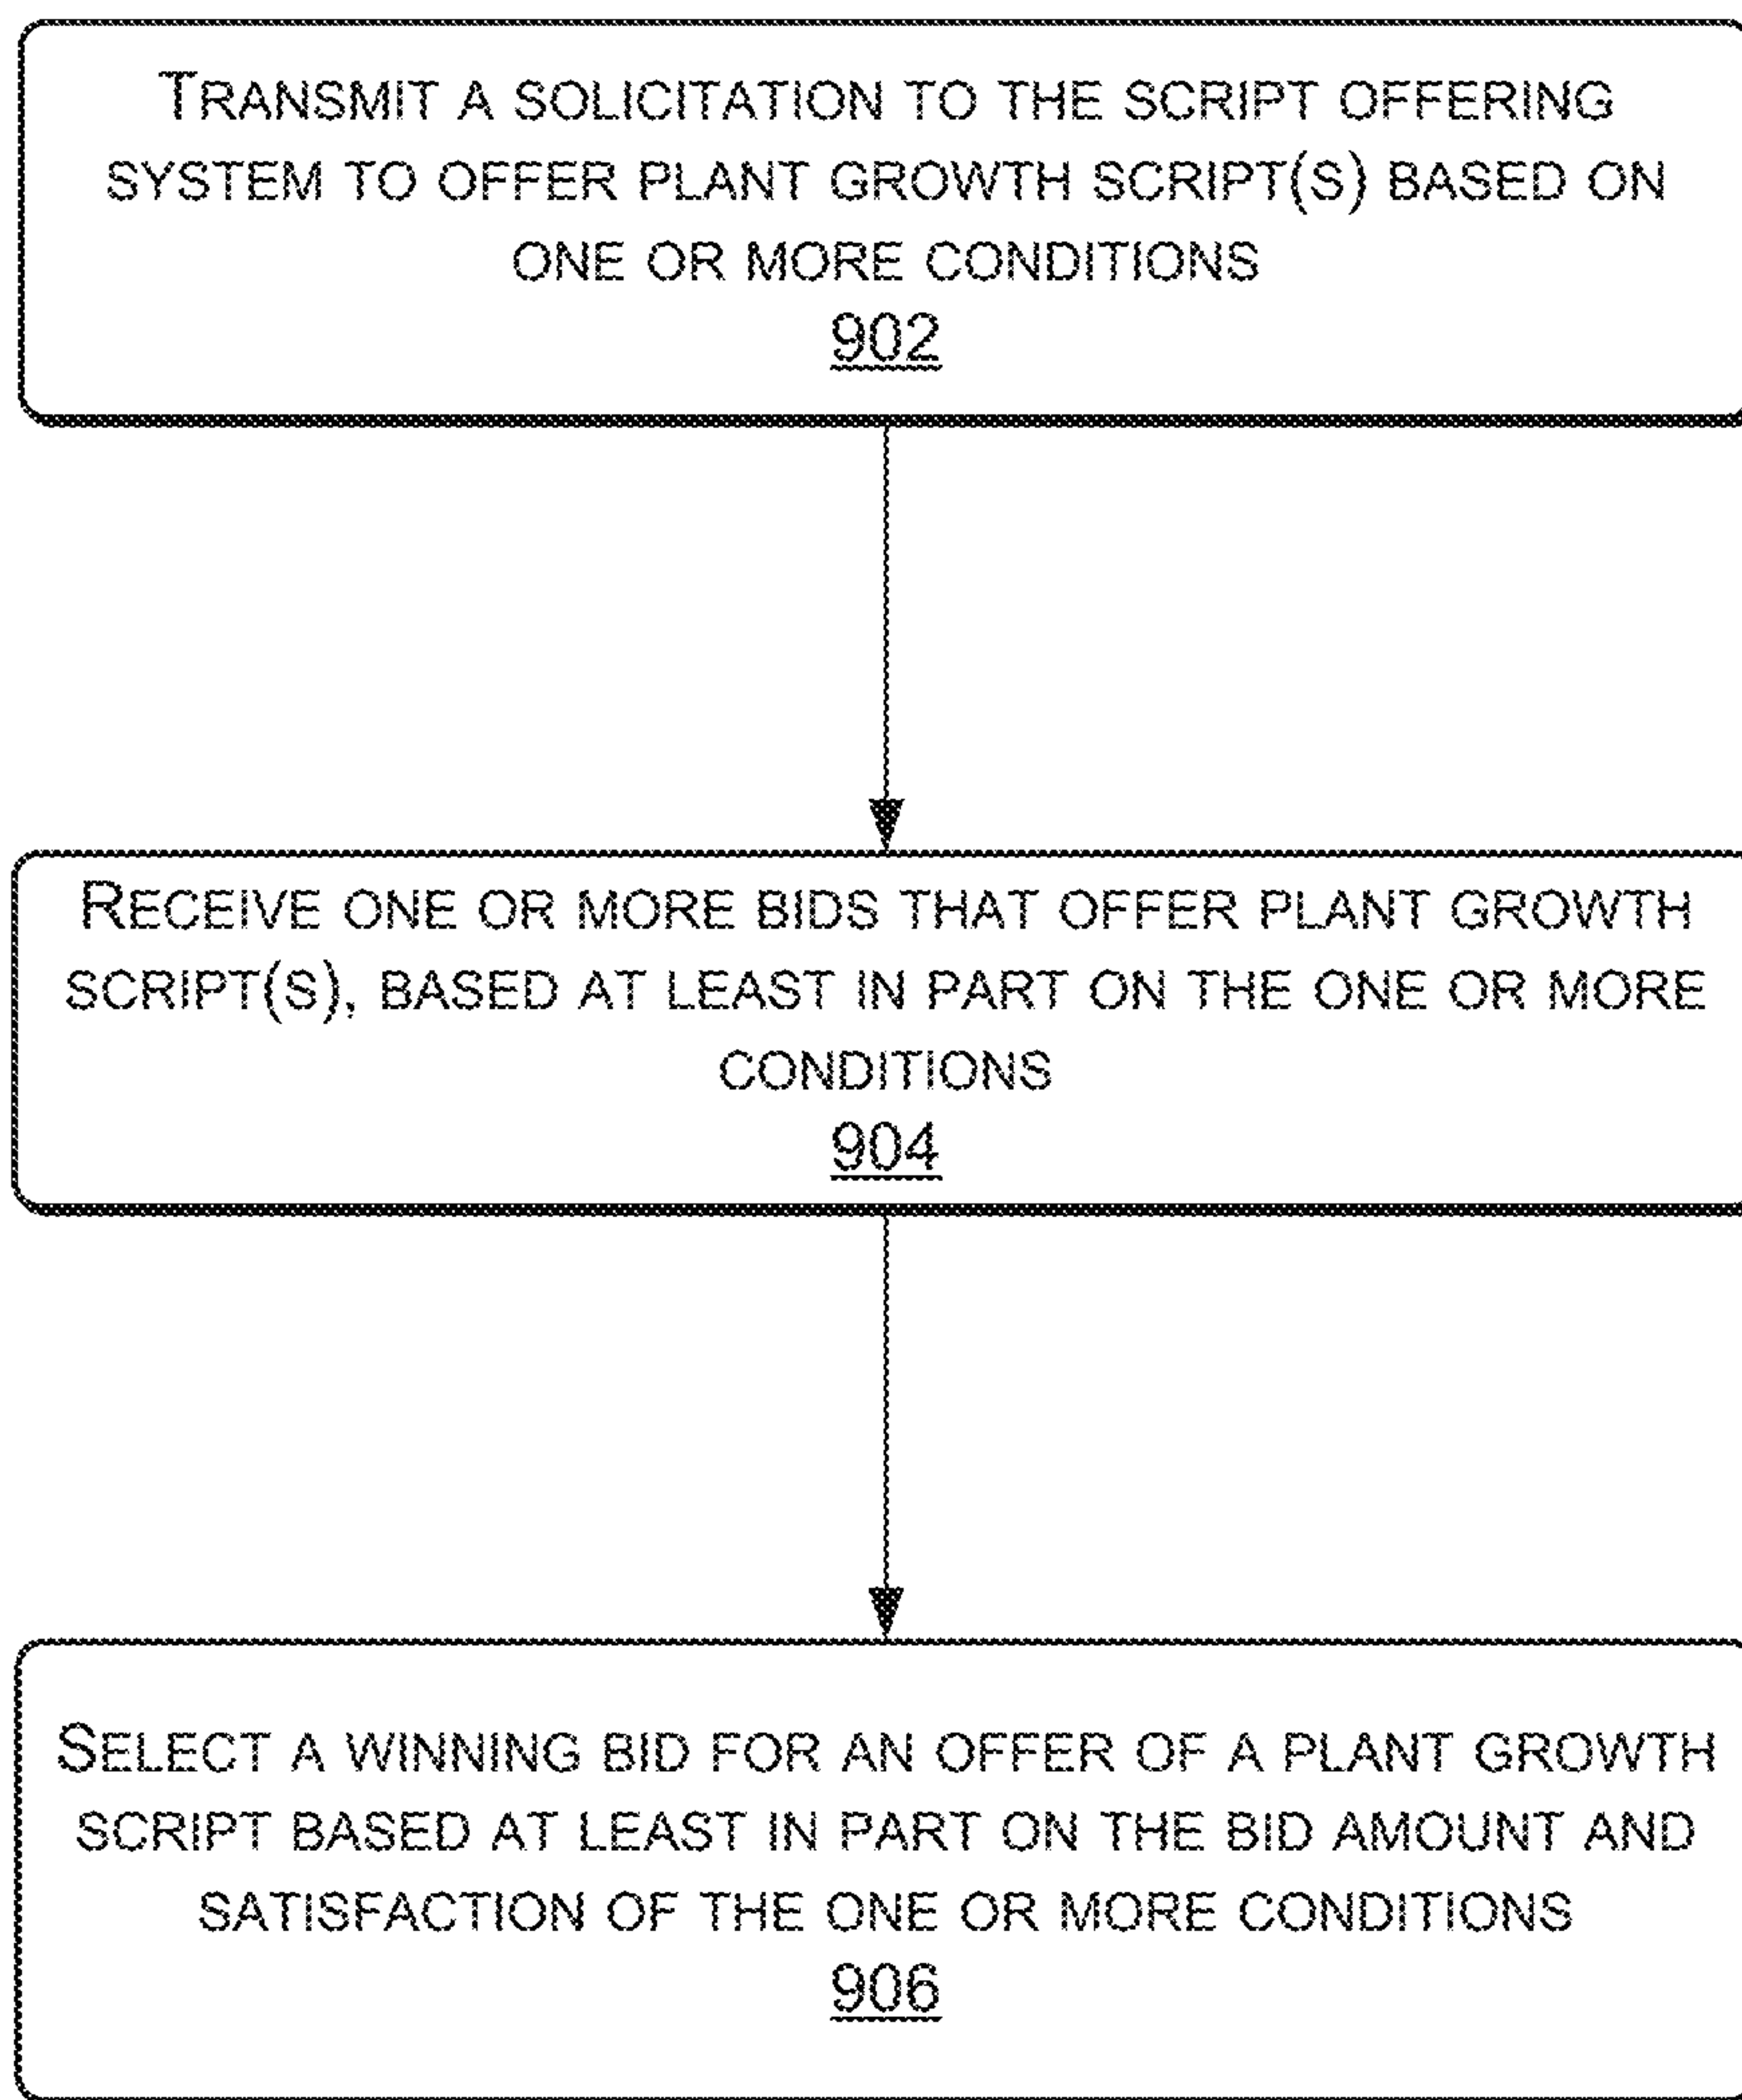 TRANSMIT A SOLICITATION TO THE SCRIPT OFFERING
SYSTEM TO OFFER PLANT GROWTH SCRIPT(S) BASED ON
ONE OR MORE CONDITIONS
902
RECEIVE ONE OR MORE BIDS THAT OFFER PLANT GROWTH
SCRIPT(S), BASED AT LEAST IN PART ON THE ONE OR MORE
CONDITIONS
904
SELECT A WINNING BID FOR AN OFFER OF A PLANT GROWTH
SCRIPT BASED AT LEAST IN PART ON THE BID AMOUNT AND
SATISFACTION OF THE ONE OR MORE CONDITIONS
906